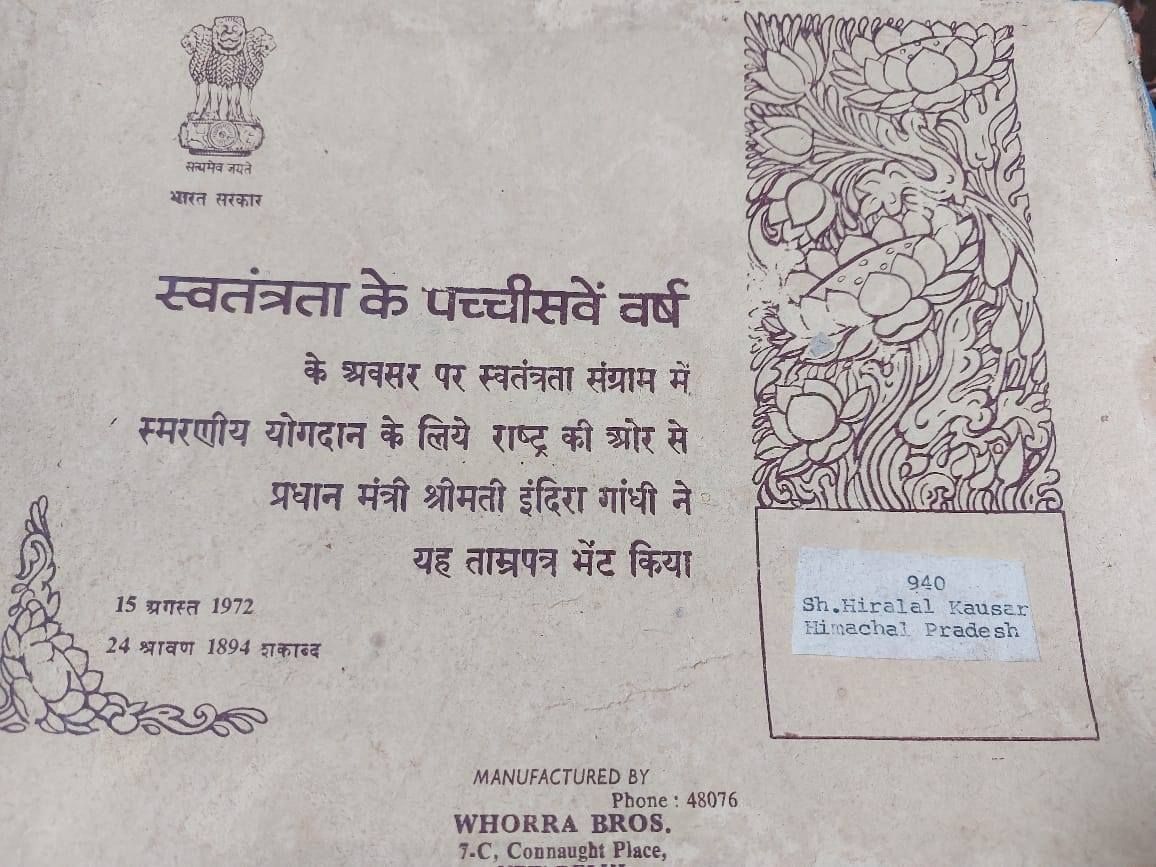 सत्यमेव जयते
भारत सरकार
स्वतंत्रता के पच्चीसवें वर्ष
के अवसर पर स्वतंत्रता संग्राम में
स्मरणीय योगदान के लिये राष्ट्र की ओर से
प्रधान मंत्री श्रीमती इंदिरा गांधी ने
यह ताम्रपत्र भेंट किया
15 अगस्त 1972
24 श्रावण 1894 शकाब्द
940
Sh.Hiralal Kausar
Himachal Pradesh
MANUFACTURED BY
Phone : 48076
WHORRA BROS.
7-C, Connaught Place,